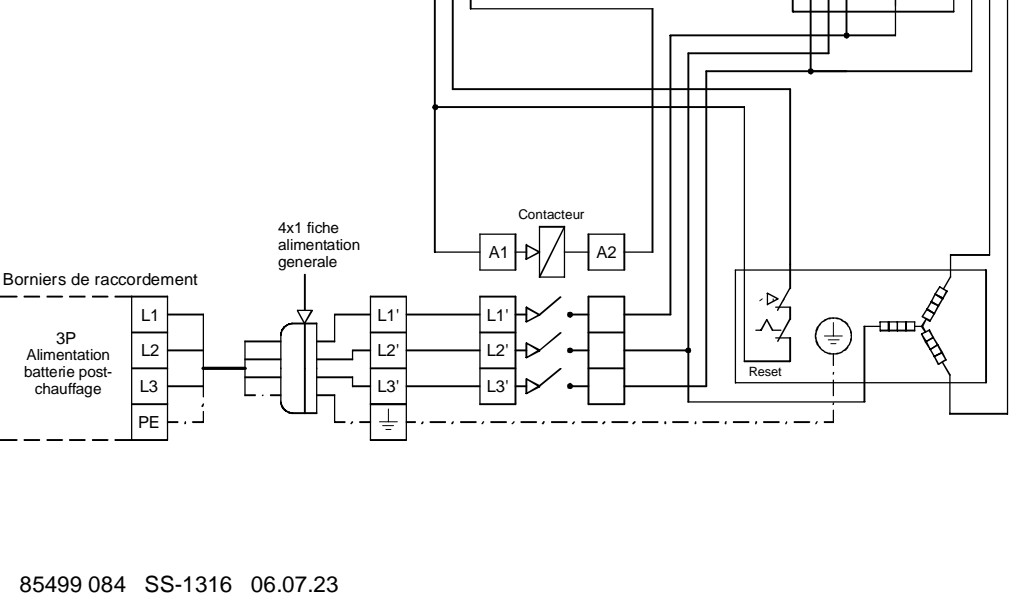 Contacteur
4x1 fiche
alimentation
generale
A1
A2
Borniers de raccordement
L1
L1'
L1'
3P
Alimentation
batterie post-
chauffage
L2
L2'
L2'
L3
L3'
L3'
Reset
PE
85499 084 SS-1316 06.07.23